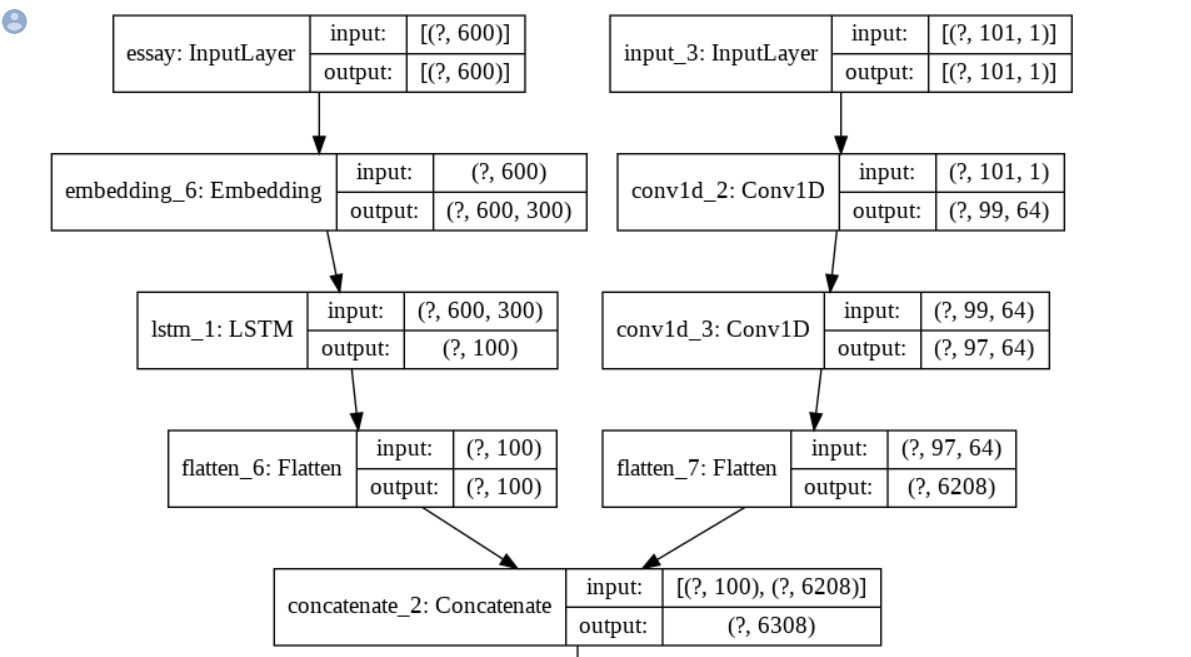 essay: InputLayer
input: [(?, 600)]
output: [(?, 600)]
input_3: InputLayer
input: [(?, 101, 1)]
output: [(?, 101, 1)]
embedding_6: Embedding
input: (?, 600)
output: (?, 600, 300)
conv1d_2: Conv1D
input: (?, 101, 1)
output: (?, 99, 64)
lstm_1: LSTM
input: (?, 600, 300)
output: (?, 100)
conv1d_3: Conv1D
input: (?, 99, 64)
output: (?, 97, 64)
flatten_6: Flatten
input: (?, 100)
output: (?, 100)
flatten_7: Flatten
input: (?, 97, 64)
output: (?, 6208)
concatenate_2: Concatenate
input: [(?, 100), (?, 6208)]
output: (?, 6308)